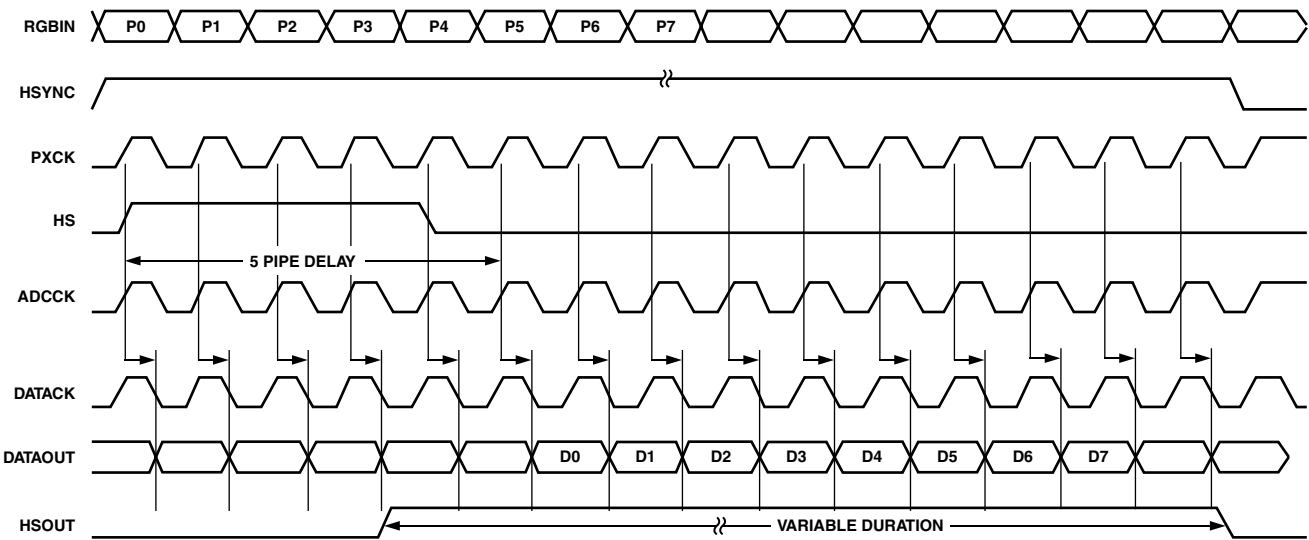 RGBIN P0 P1 P2 P3 P4 P5 P6 P7
HSYNC
PXCK
HS
5 PIPE DELAY
ADCCK
DATACK
DATAOUT D0 D1 D2 D3 D4 D5 D6 D7
HSOUT VARIABLE DURATION